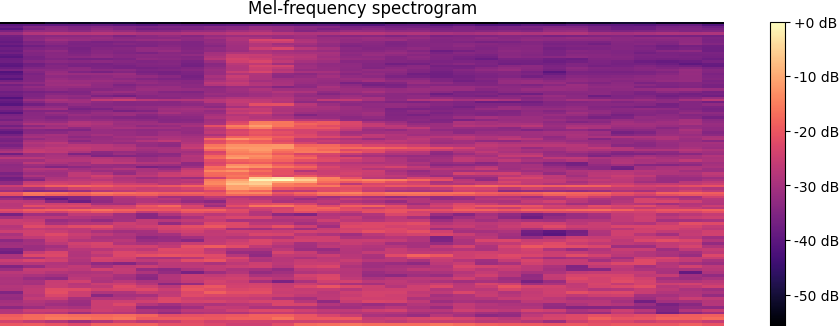 Mel-frequency spectrogram
+0 dB
-10 dB
-20 dB
-30 dB
-40 dB
-50 dB